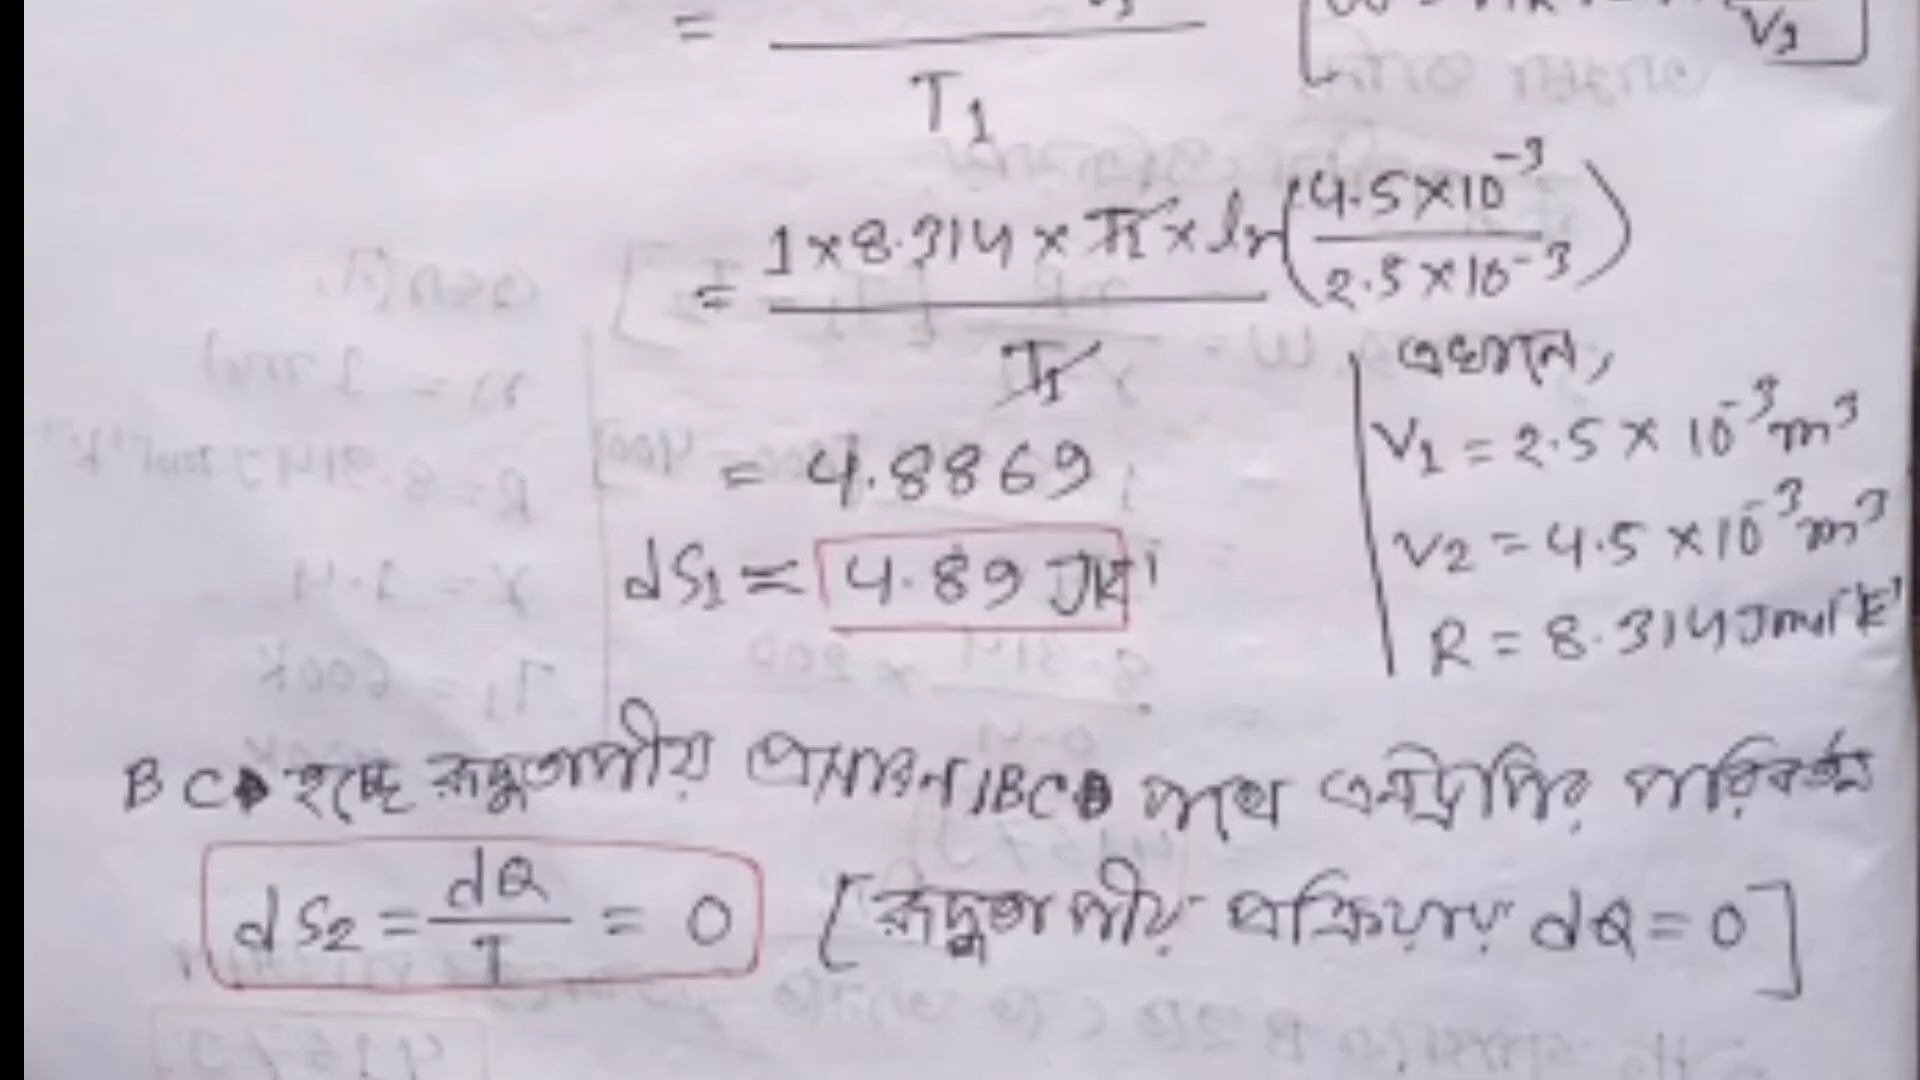 =
V₁
T₁
= 1×8.314×T₁×ln(4.5×10⁻³/2.5×10⁻³)
T₁
এখানে,
= 4.8869
V₁ = 2.5 × 10⁻³m³
V₂ = 4.5 ×10⁻³m³
dS₁ = 4.89 JK⁻¹
R = 8.314Jmol⁻¹K⁻¹
BC হচ্ছে রুদ্ধতাপীয় প্রসারণ।BC পথে এনট্রপির পরিবর্তন
dS₂ = dQ/T = 0 [রুদ্ধতাপীয় প্রক্রিয়ায় dQ = 0]